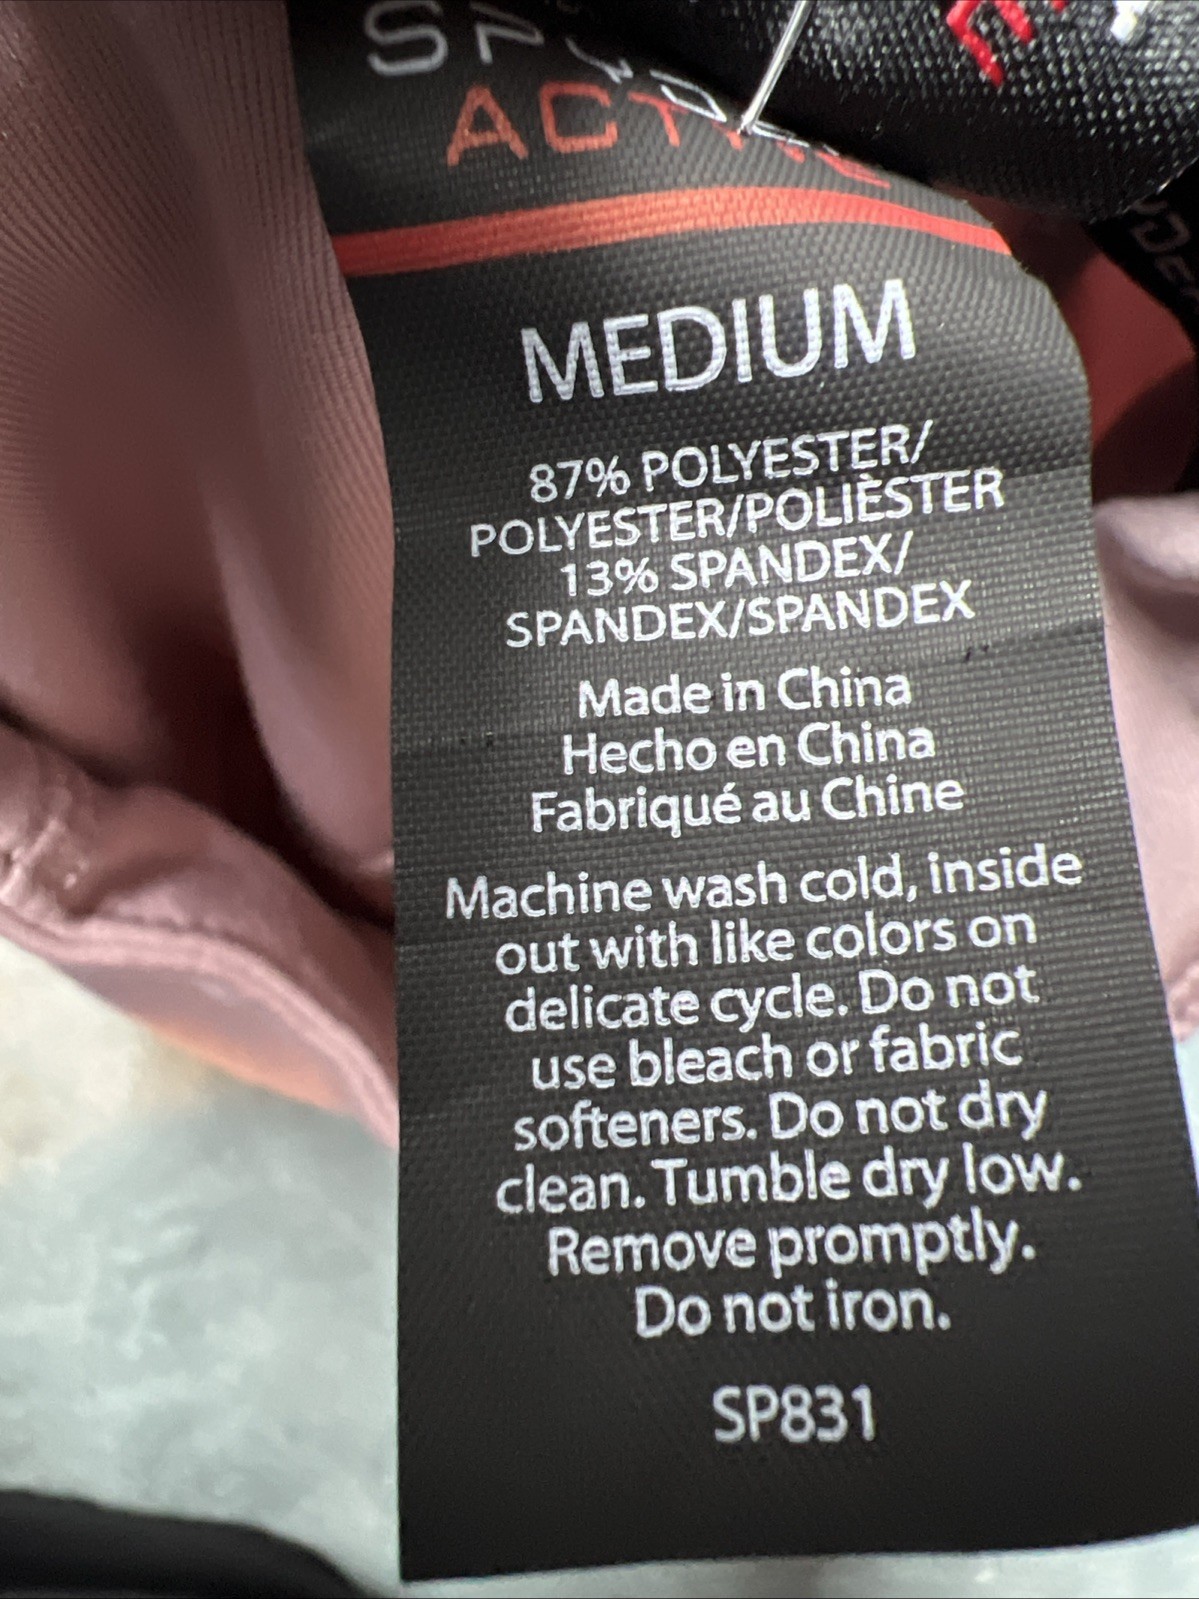 SPYDER
ACTIVE
MEDIUM
87% POLYESTER/
POLYESTER/POLIÈSTER
13% SPANDEX/
SPANDEX/SPANDEX
Made in China
Hecho en China
Fabriqué au Chine
Machine wash cold, inside
out with like colors on
delicate cycle. Do not
use bleach or fabric
softeners. Do not dry
clean. Tumble dry low.
Remove promptly.
Do not iron.
SP831